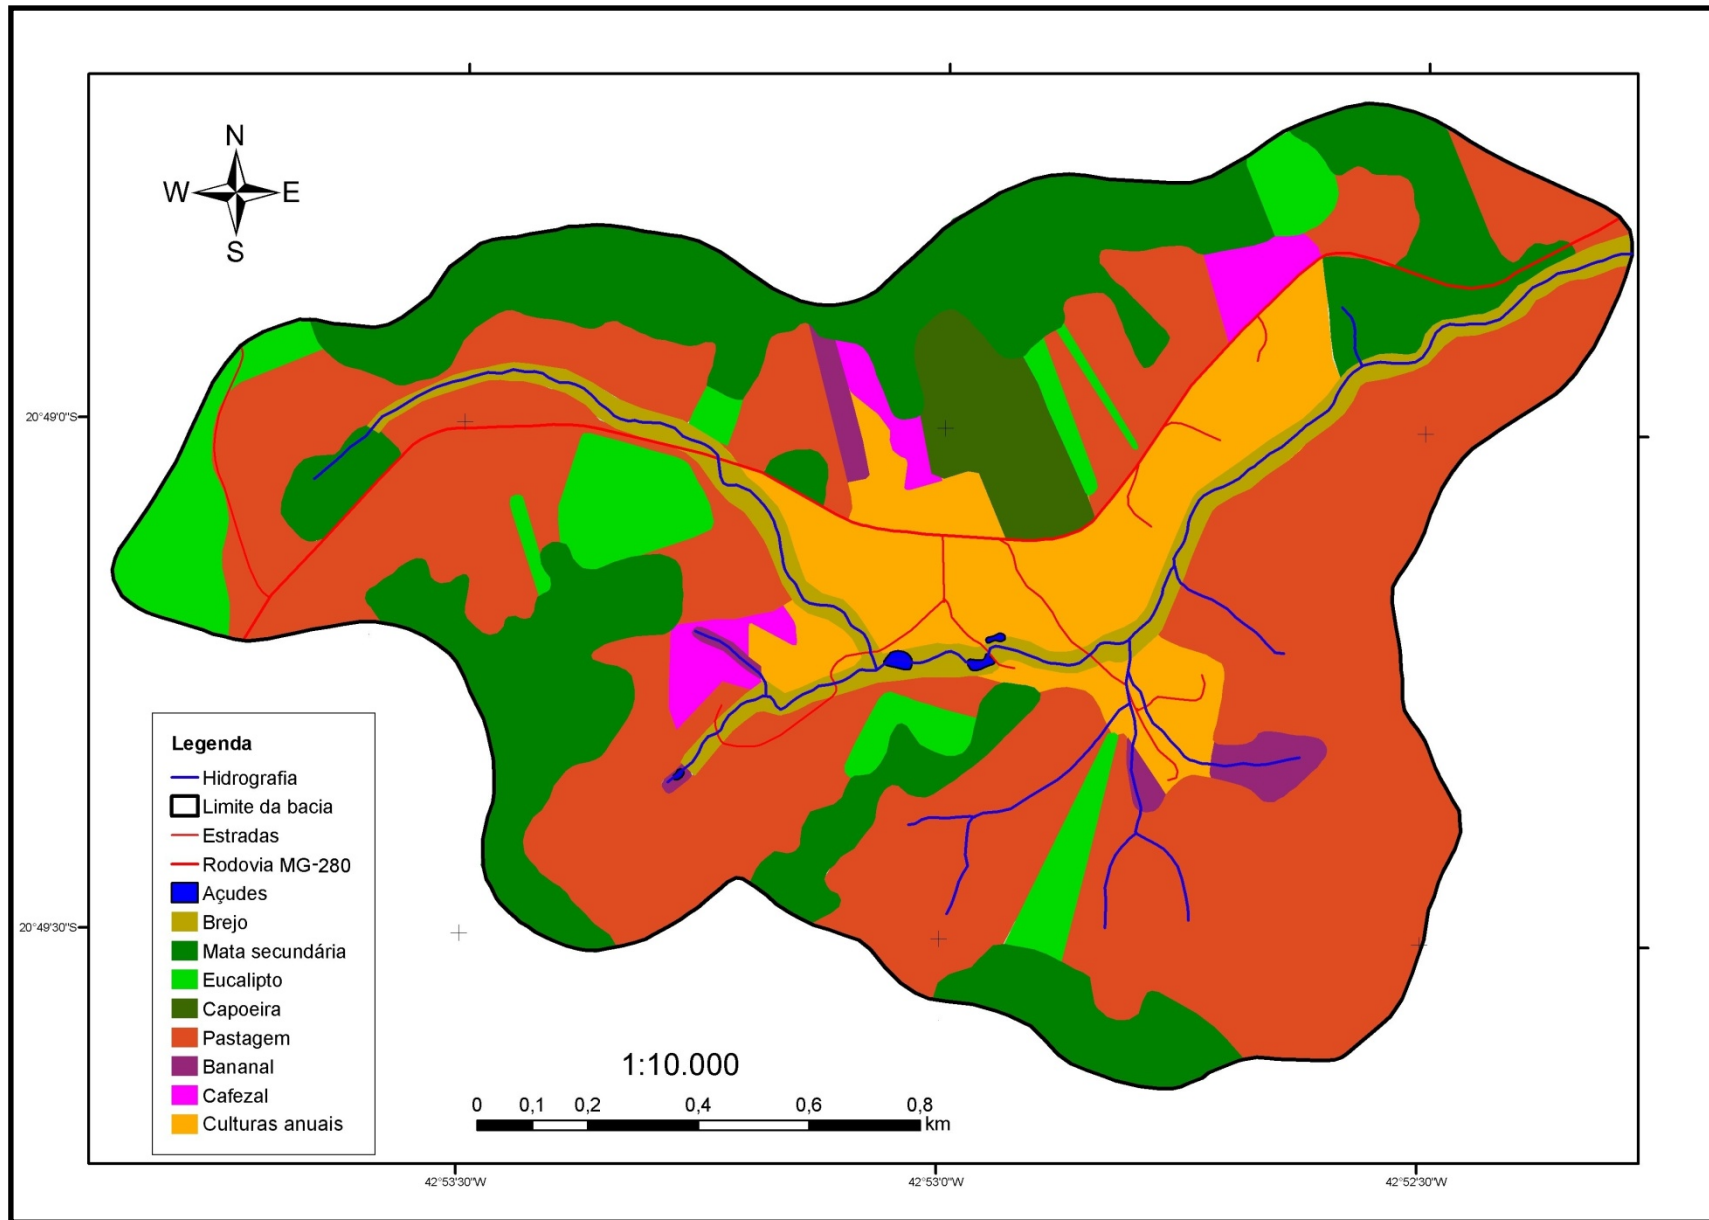 N
W E
S
20°49'0"S
20°49'30"S
Legenda
Hidrografia
Limite da bacia
Estradas
Rodovia MG-280
Açudes
Brejo
Mata secundária
Eucalipto
Capoeira
Pastagem
Bananal
Cafezal
Culturas anuais
1:10.000
0 0,1 0,2 0,4 0,6 0,8
km
42°53'30"W 42°53'0"W 42°52'30"W